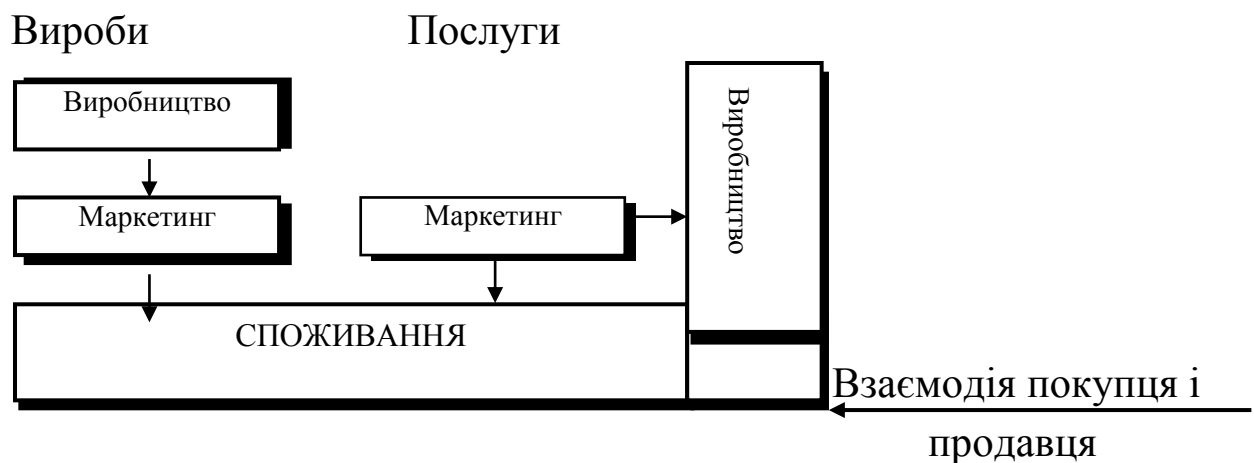 Вироби
Послуги
Виробництво
Виробництво
Маркетинг
Маркетинг
СПОЖИВАННЯ
Взаємодія покупця і
продавця